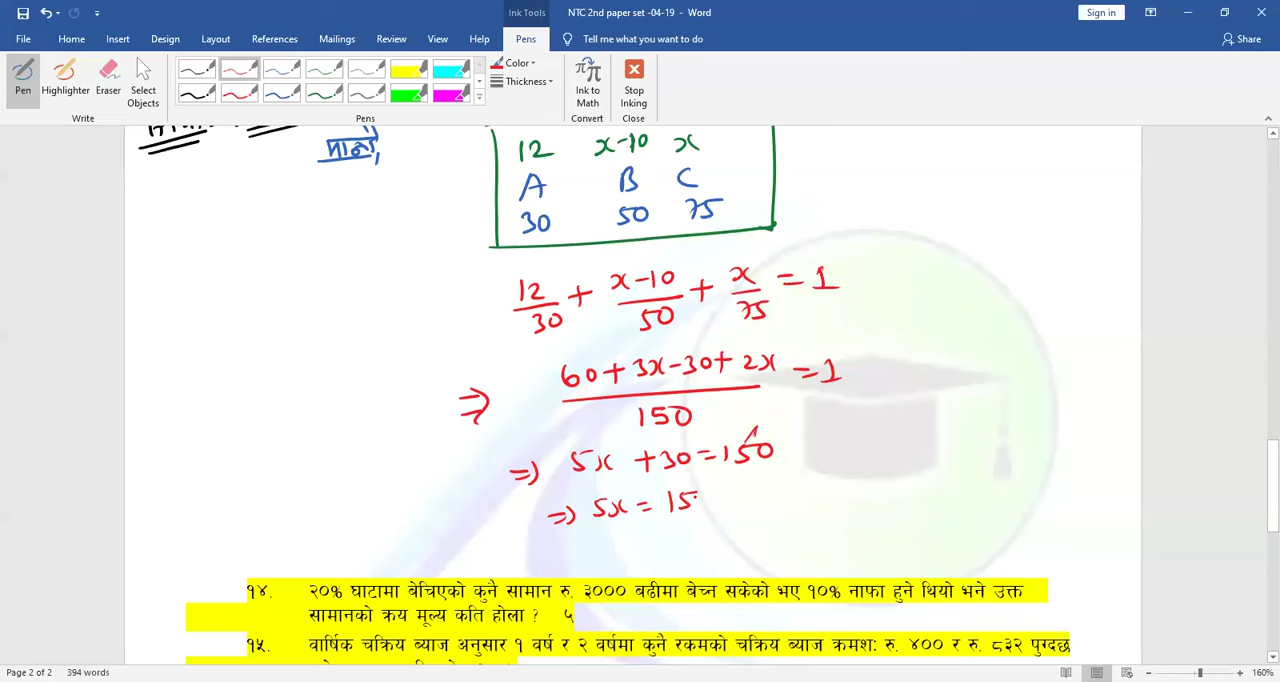 Ink Tools
NTC 2nd paper set -04-19 - Word
Sign in
File Home Insert Design Layout References Mailings Review View Help Pens Tell me what you want to do Share
Pen Highlighter Eraser Select Objects
Color
Thickness
Ink to Math
Stop Inking
Write Pens Convert Close
माना,
12 x-10 x
A B C
30 50 75
12/30 + x-10/50 + x/75 = 1
⇒ 60+3x-30+2x/150 = 1
⇒ 5x +30=150
⇒ 5x = 15
१४. २०% घाटामा बेचिएको कुनै सामान रु. ३००० बढीमा बेच्न सकेको भए १०% नाफा हुने थियो भने उक्त
सामानको क्रय मूल्य कति होला ? ५
१५. वार्षिक चक्रिय ब्याज अनुसार १ वर्ष र २ वर्षमा कुनै रकमको चक्रिय ब्याज क्रमश: रु. ४०० र रु. ८३२ पुग्दछ
Page 2 of 2 394 words 160%